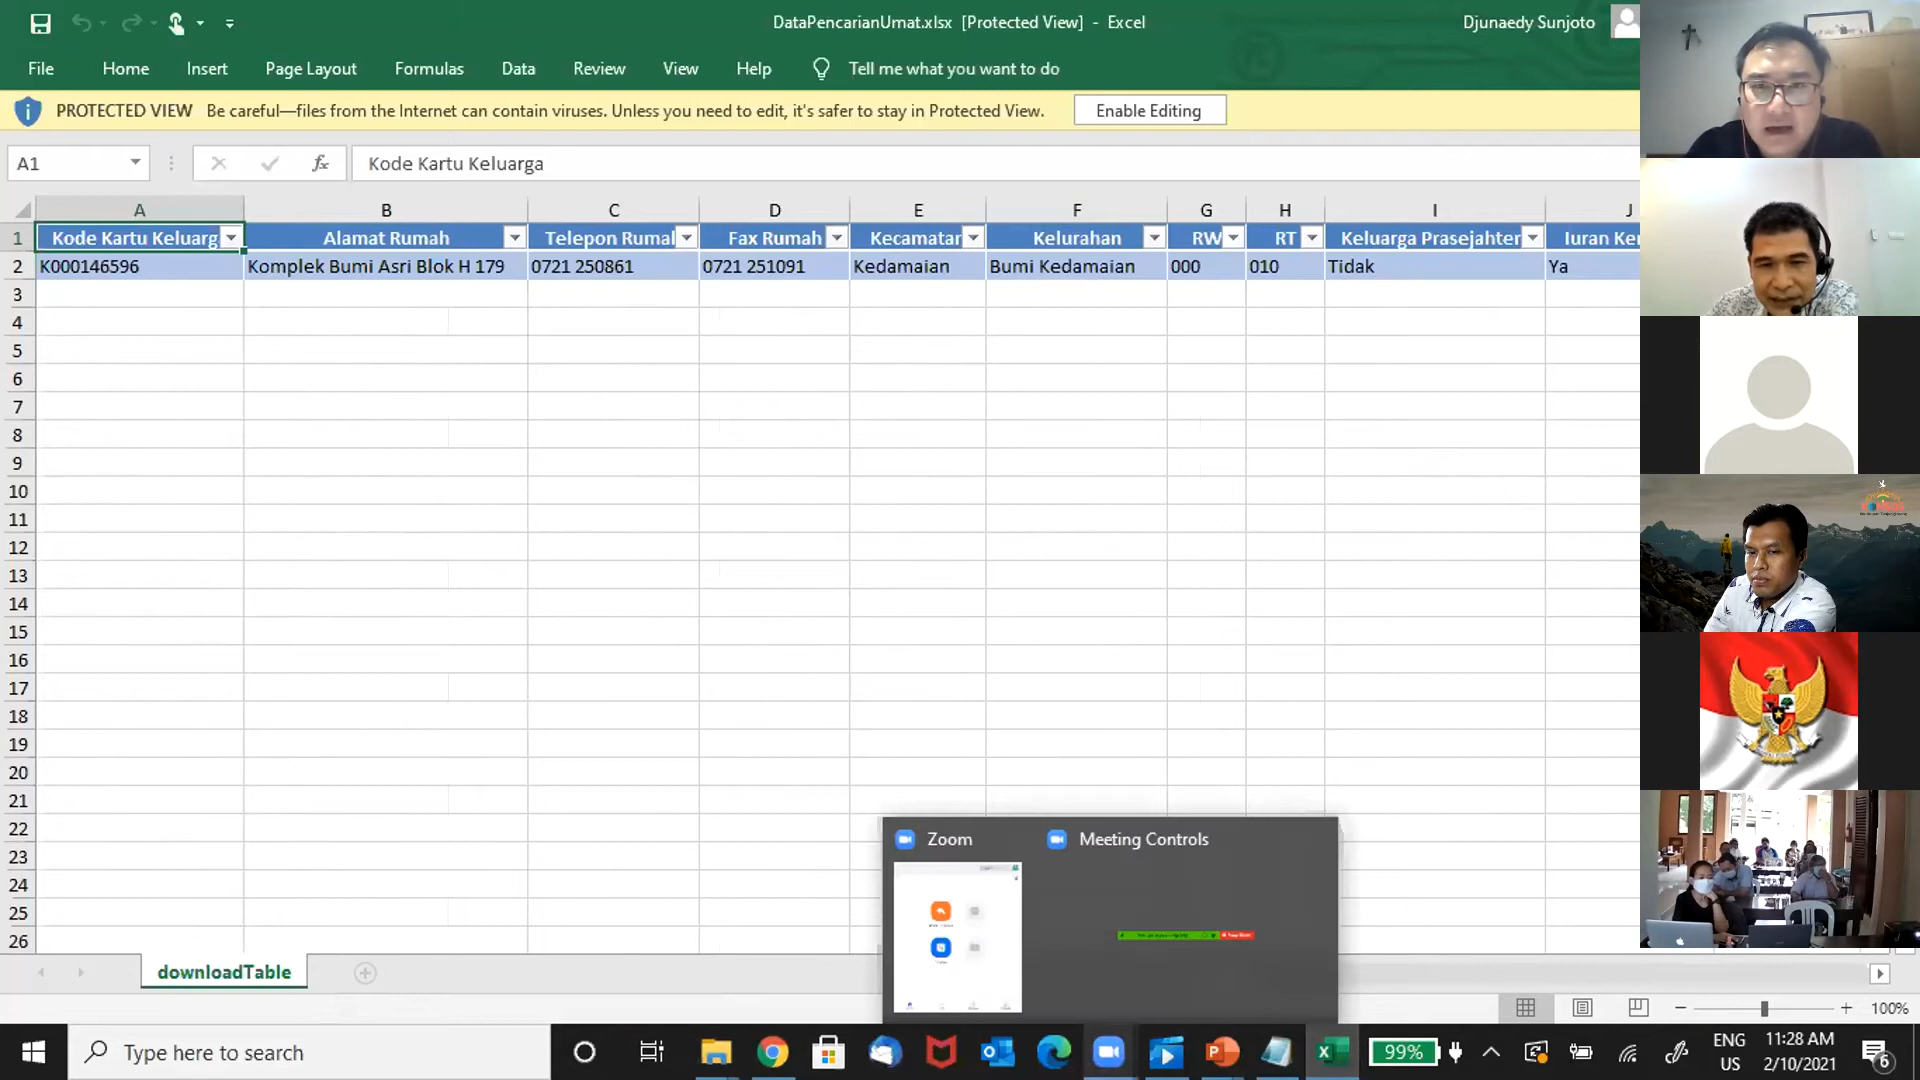 DataPencarianUmat.xlsx [Protected View] - Excel
Djunaedy Sunjoto
File Home Insert Page Layout Formulas Data Review View Help Tell me what you want to do
PROTECTED VIEW Be careful—files from the Internet can contain viruses. Unless you need to edit, it's safer to stay in Protected View. Enable Editing
A1 fx Kode Kartu Keluarga
A B C D E F G H I J
1 Kode Kartu Keluarg Alamat Rumah Telepon Rumal Fax Rumah Kecamatar Kelurahan RW RT Keluarga Prasejahter Iuran Ker
2 K000146596 Komplek Bumi Asri Blok H 179 0721 250861 0721 251091 Kedamaian Bumi Kedamaian 000 010 Tidak Ya
3
4
5
6
7
8
9
10
11
12
13
14
15
16
17
18
19
20
21
22
23
24
25
26
Zoom Meeting Controls
downloadTable
100%
Type here to search
99%
ENG
US
11:28 AM
2/10/2021
6